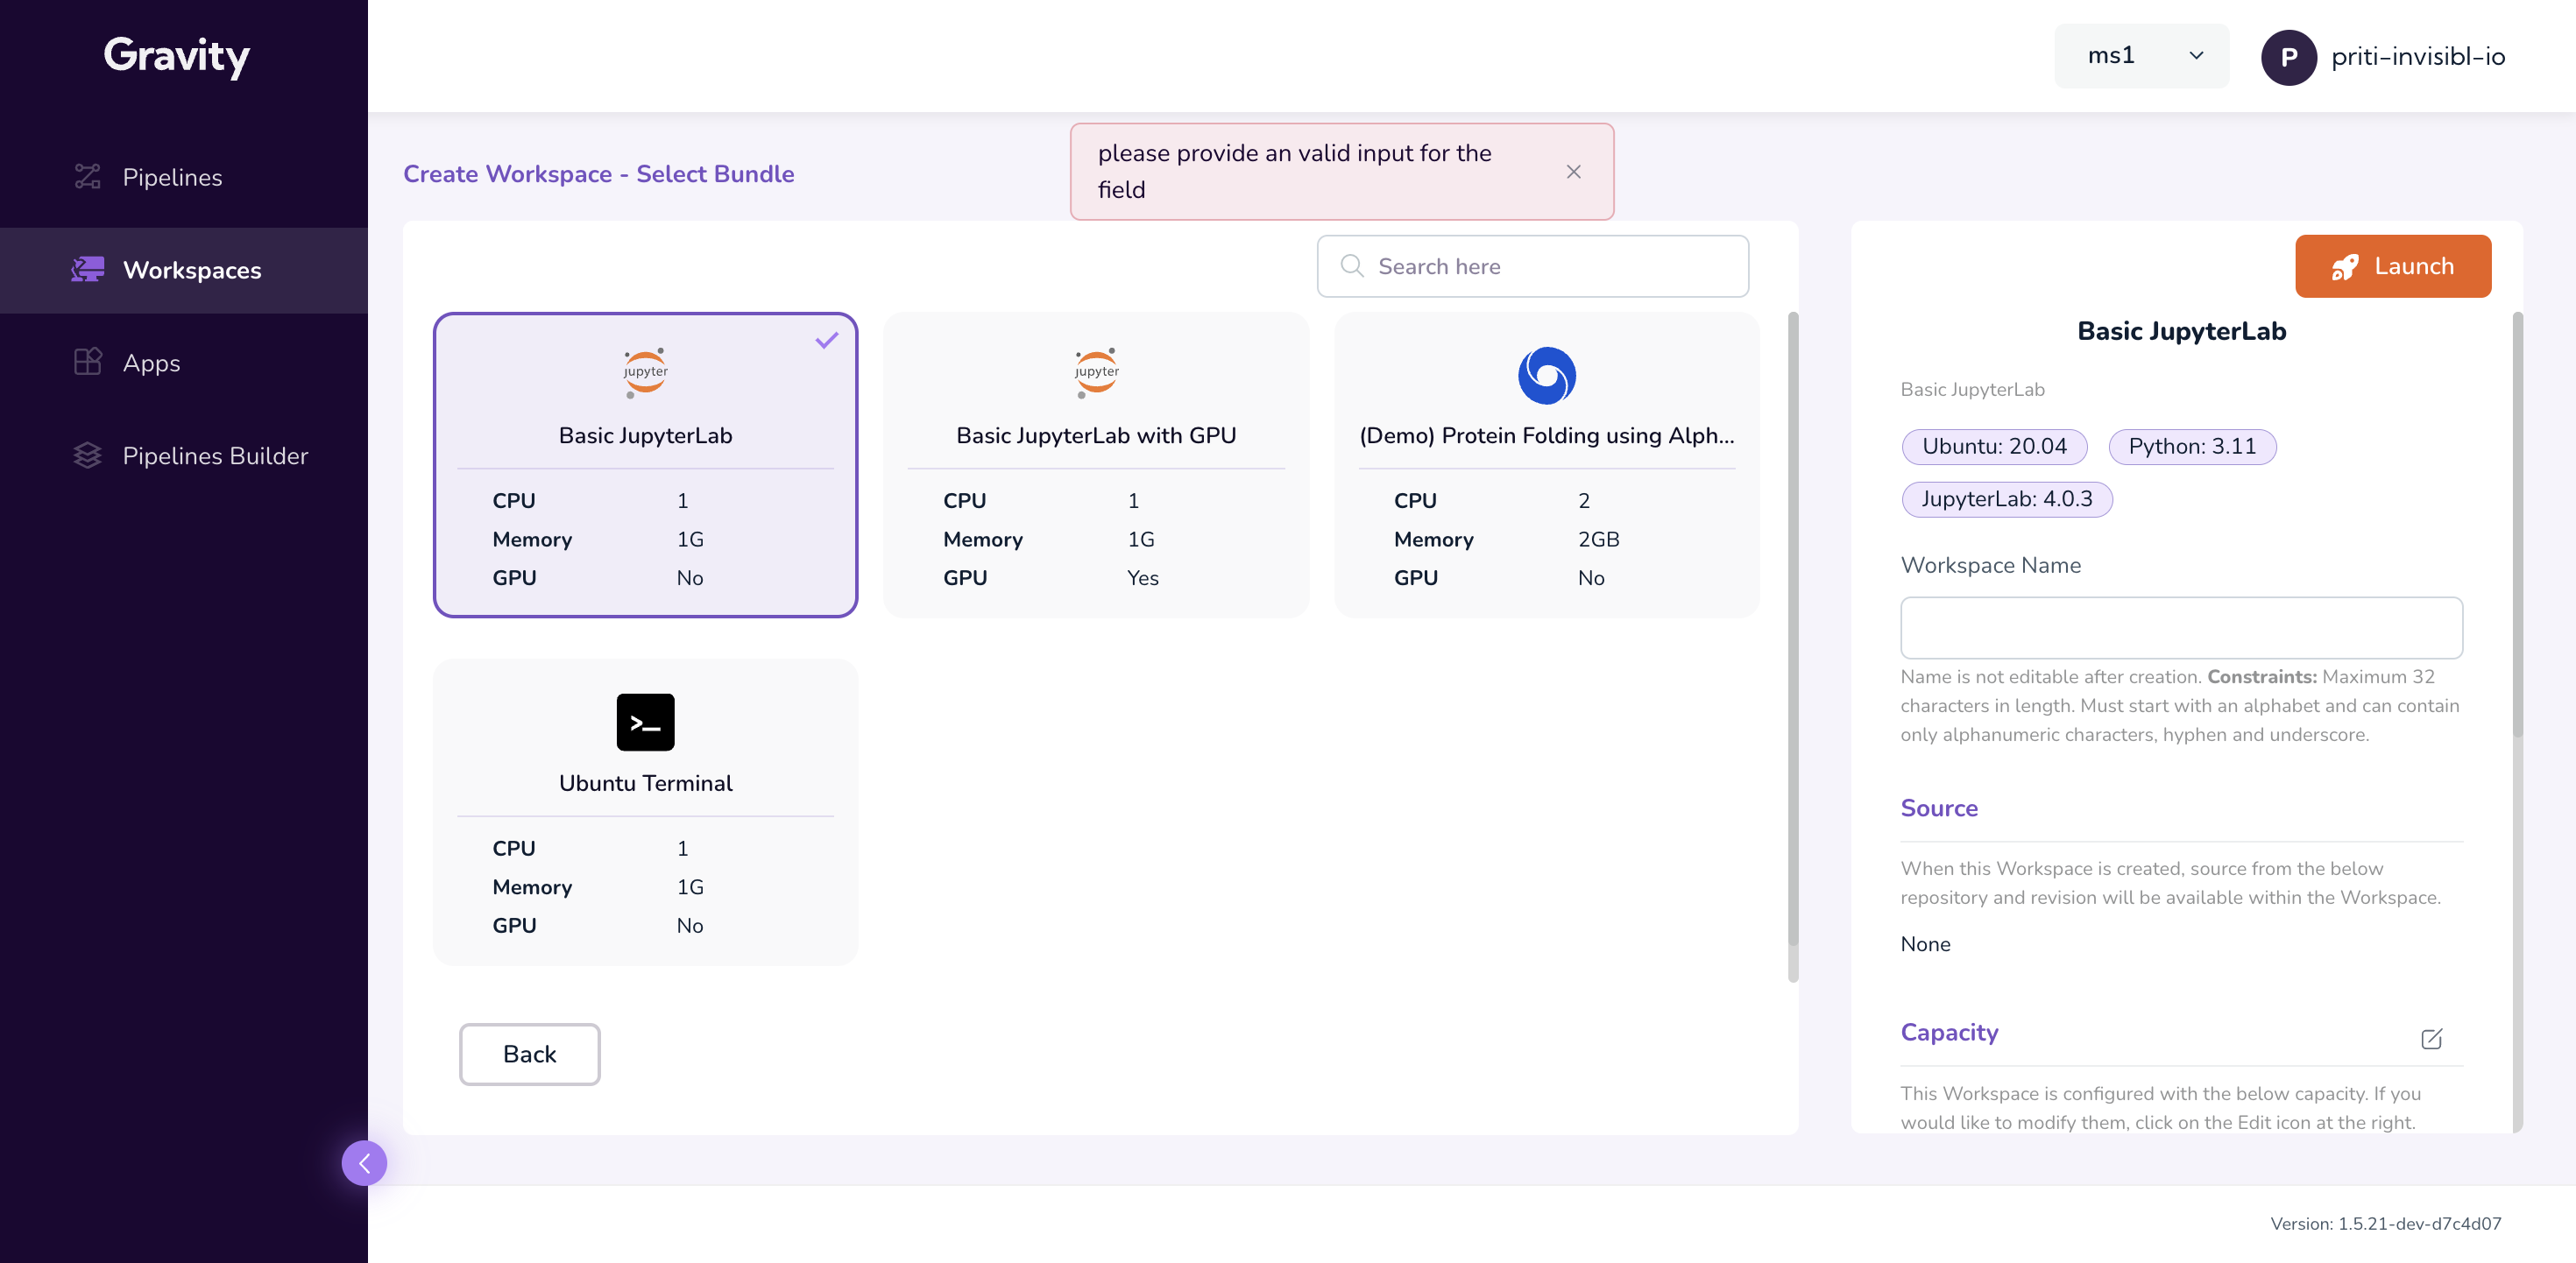 Gravity
ms1
P
priti-invisibl-io
Pipelines
Workspaces
Apps
Pipelines Builder
Create Workspace - Select Bundle
please provide an valid input for the
field
Search here
jupyter
Basic JupyterLab
CPU 1
Memory 1G
GPU No
jupyter
Basic JupyterLab with GPU
CPU 1
Memory 1G
GPU Yes
(Demo) Protein Folding using Alph...
CPU 2
Memory 2GB
GPU No
>_
Ubuntu Terminal
CPU 1
Memory 1G
GPU No
Back
Launch
Basic JupyterLab
Basic JupyterLab
Ubuntu: 20.04 Python: 3.11
JupyterLab: 4.0.3
Workspace Name
Name is not editable after creation. Constraints: Maximum 32
characters in length. Must start with an alphabet and can contain
only alphanumeric characters, hyphen and underscore.
Source
When this Workspace is created, source from the below
repository and revision will be available within the Workspace.
None
Capacity
This Workspace is configured with the below capacity. If you
would like to modify them, click on the Edit icon at the right.
Version: 1.5.21-dev-d7c4d07